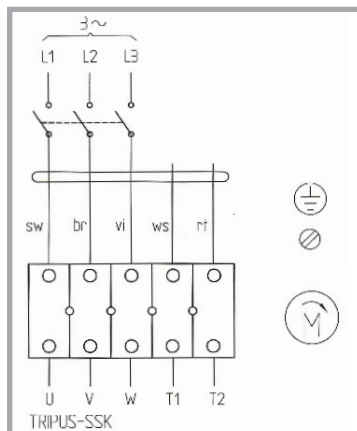 3~
L1 L2 L3
sw br vi ws rt
U V W T1 T2
TRIPUS-SSK
M